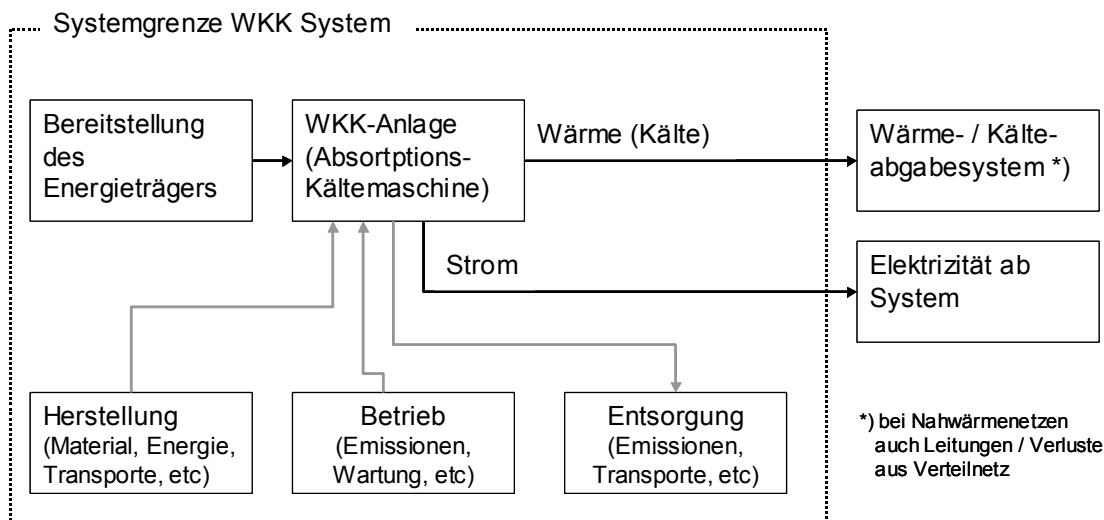 Systemgrenze WKK System
Bereitstellung
des
Energieträgers
WKK-Anlage
(Absortptions-
Kältemaschine)
Wärme (Kälte)
Wärme- / Kälte-
abgabesystem *)
Strom
Elektrizität ab
System
Herstellung
(Material, Energie,
Transporte, etc)
Betrieb
(Emissionen,
Wartung, etc)
Entsorgung
(Emissionen,
Transporte, etc)
*) bei Nahwärmenetzen
auch Leitungen / Verluste
aus Verteilnetz